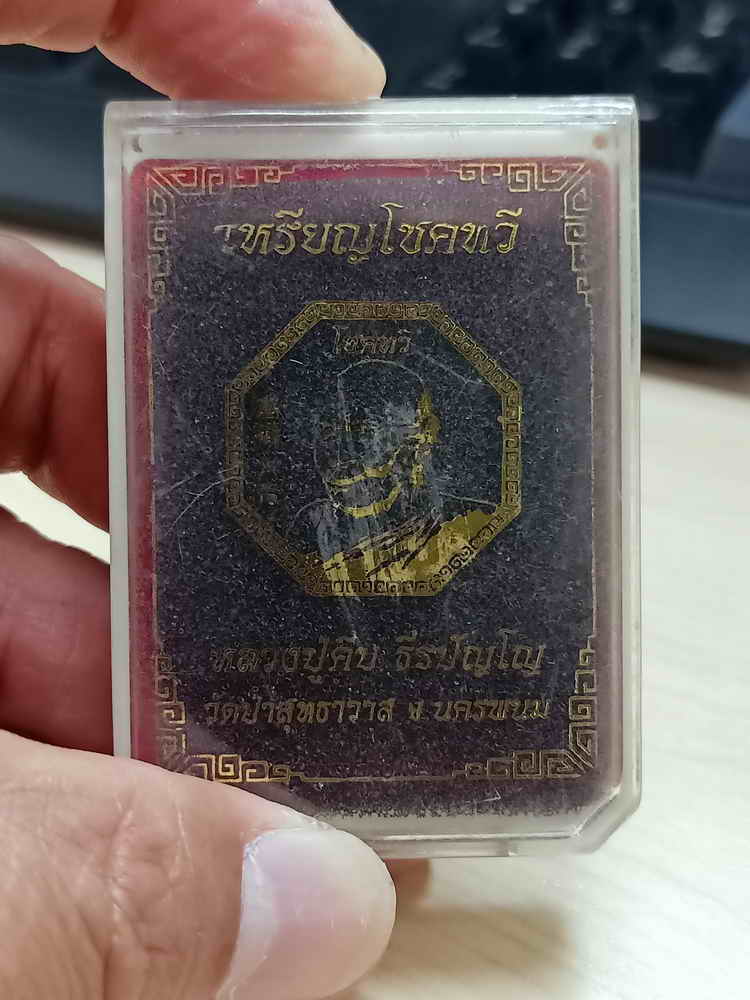 เหรียญโชคทวี
โชคทวี
หลวงปู่คิบ ธีรปัญโญ
วัดป่าสุทธาวาส จ.นครพนม